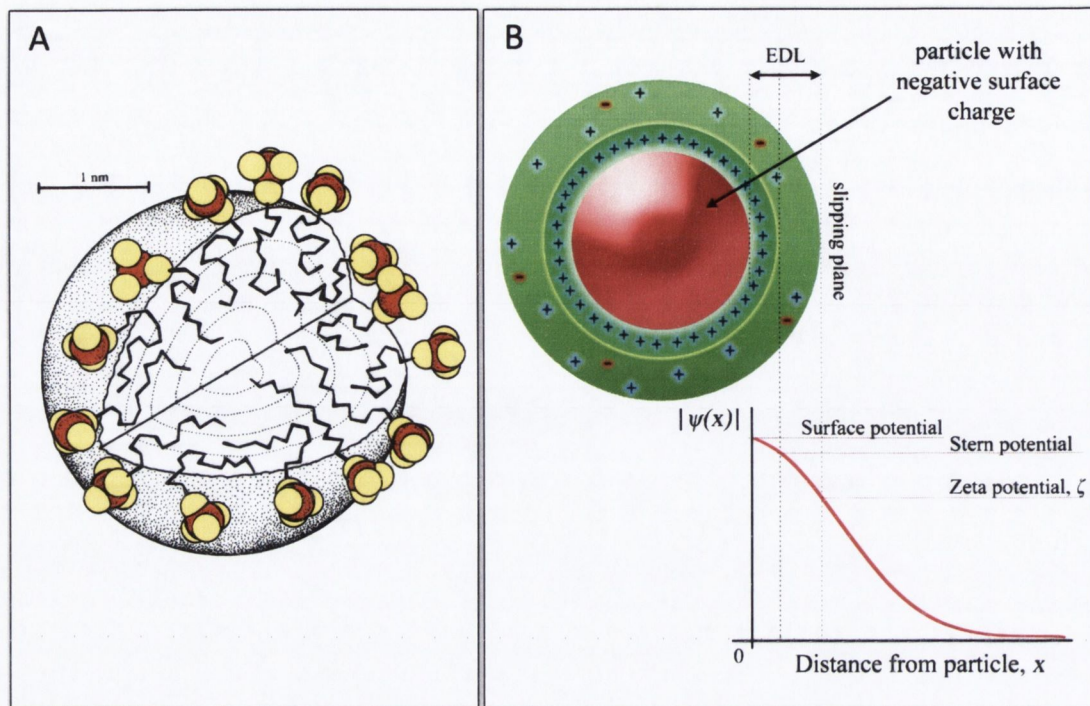 A
1 nm
B
EDL
particle with
negative surface
charge
slipping plane
|ψ(x)|
Surface potential
Stern potential
Zeta potential, ζ
0
Distance from particle, x